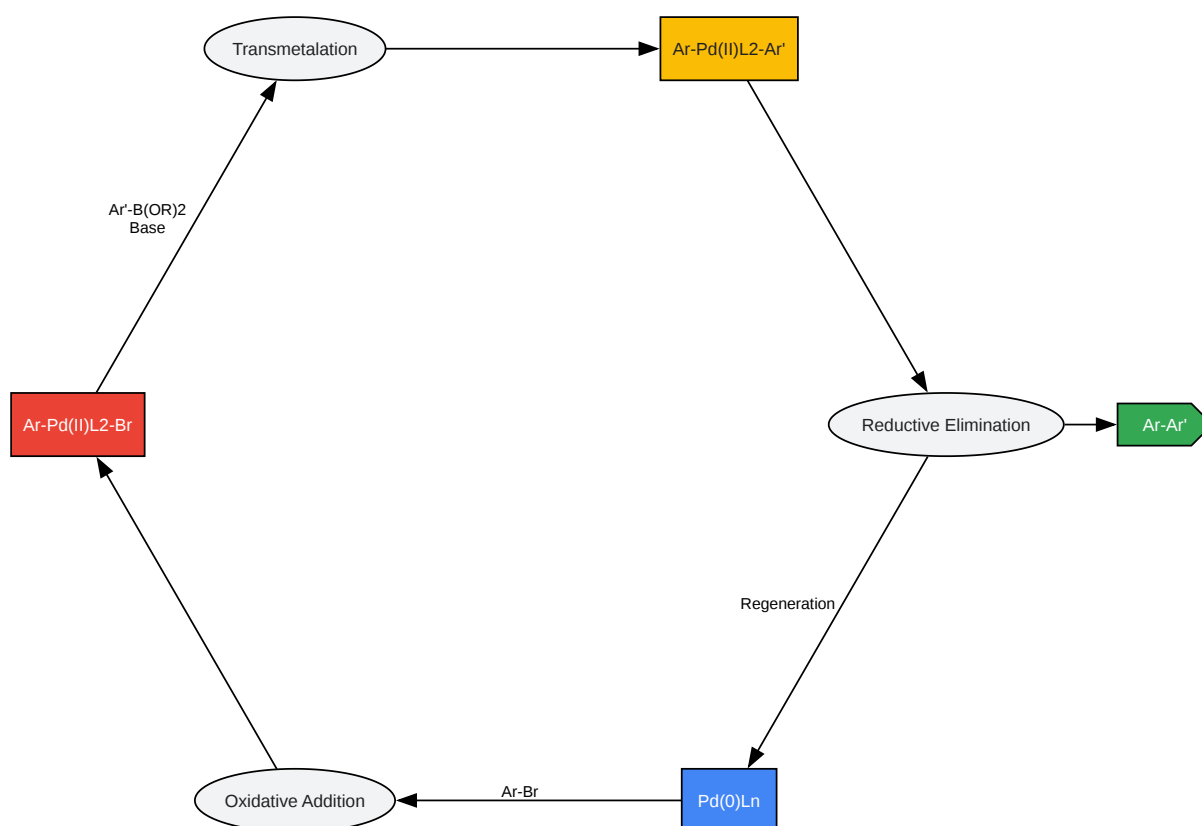 Transmetalation
Ar-Pd(II)L2-Ar'
Ar'-B(OR)2
Base
Ar-Pd(II)L2-Br
Reductive Elimination
Ar-Ar'
Regeneration
Oxidative Addition
Ar-Br
Pd(0)Ln